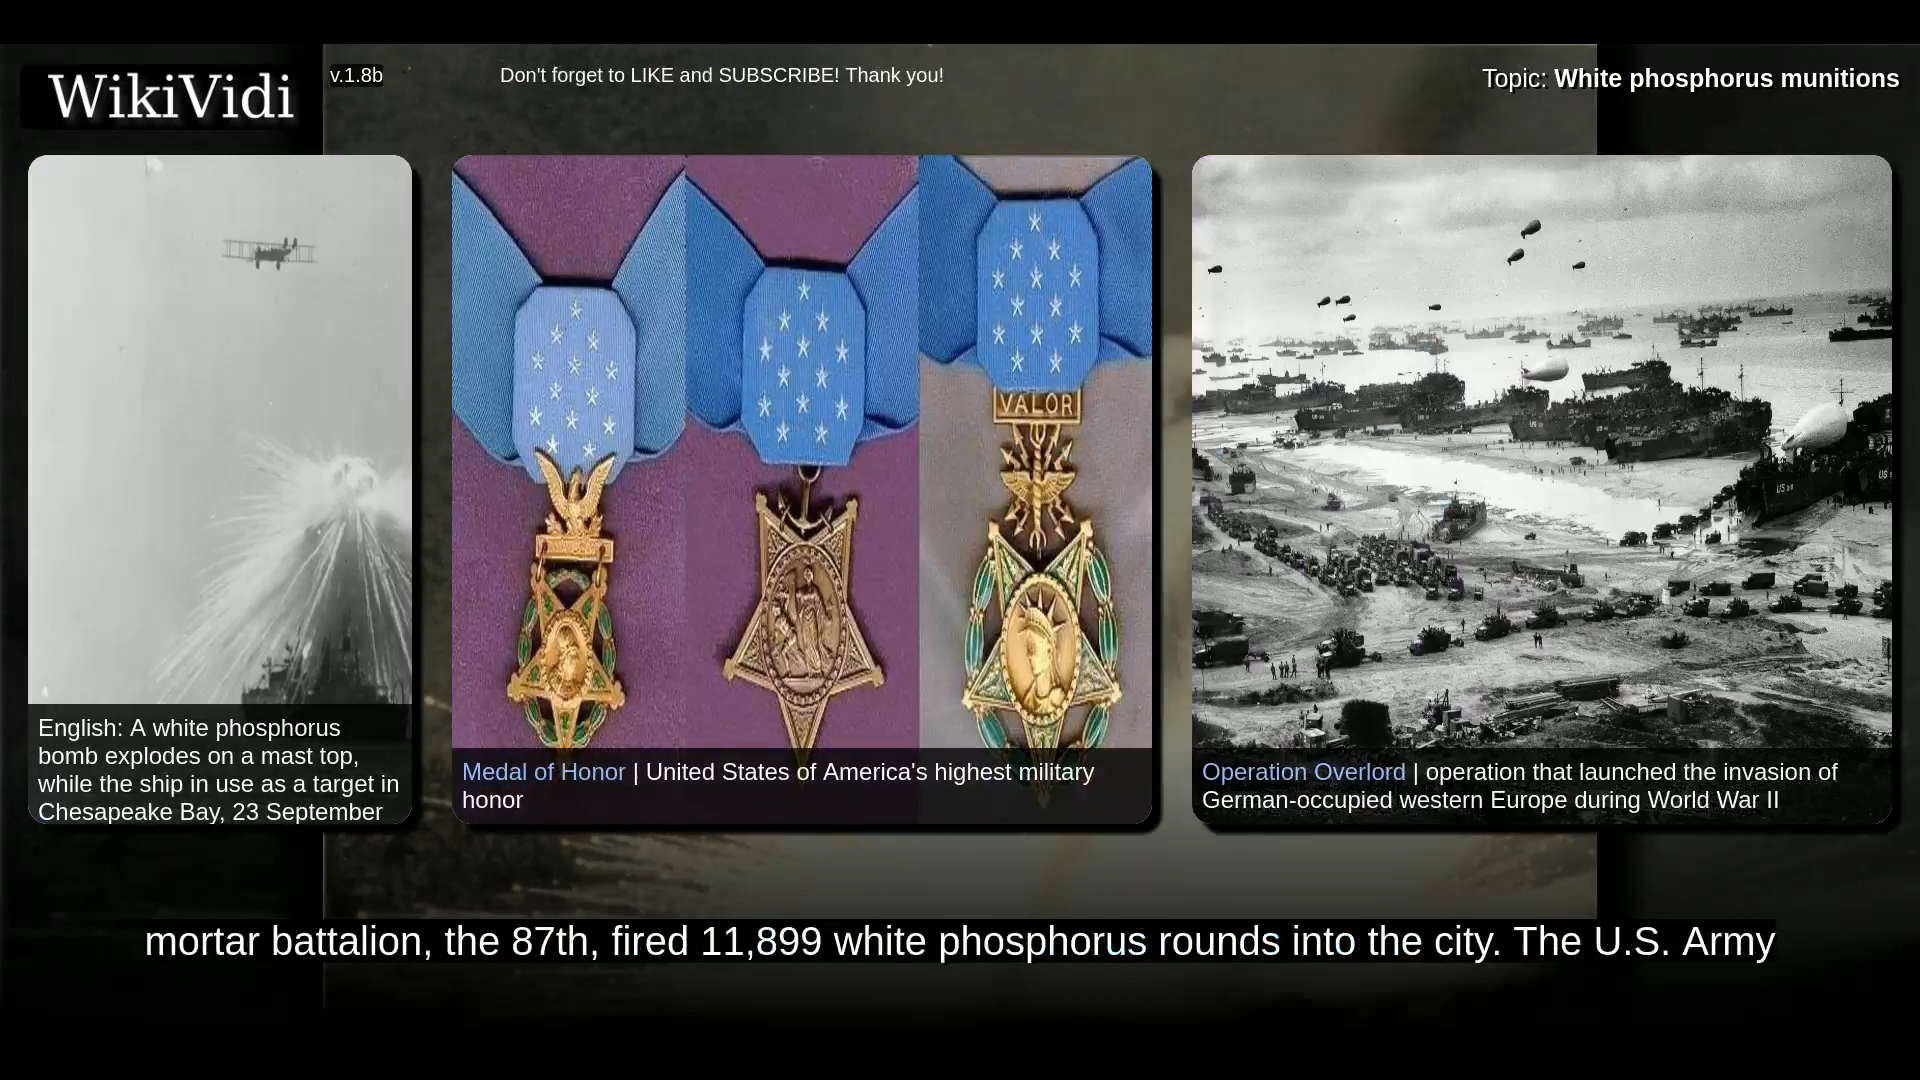 WikiVidi
v.1.8b
Don't forget to LIKE and SUBSCRIBE! Thank you!
Topic: White phosphorus munitions
English: A white phosphorus
bomb explodes on a mast top,
while the ship in use as a target in
Chesapeake Bay, 23 September
VALOR
Medal of Honor | United States of America's highest military
honor
Operation Overlord | operation that launched the invasion of
German-occupied western Europe during World War II
mortar battalion, the 87th, fired 11,899 white phosphorus rounds into the city. The U.S. Army